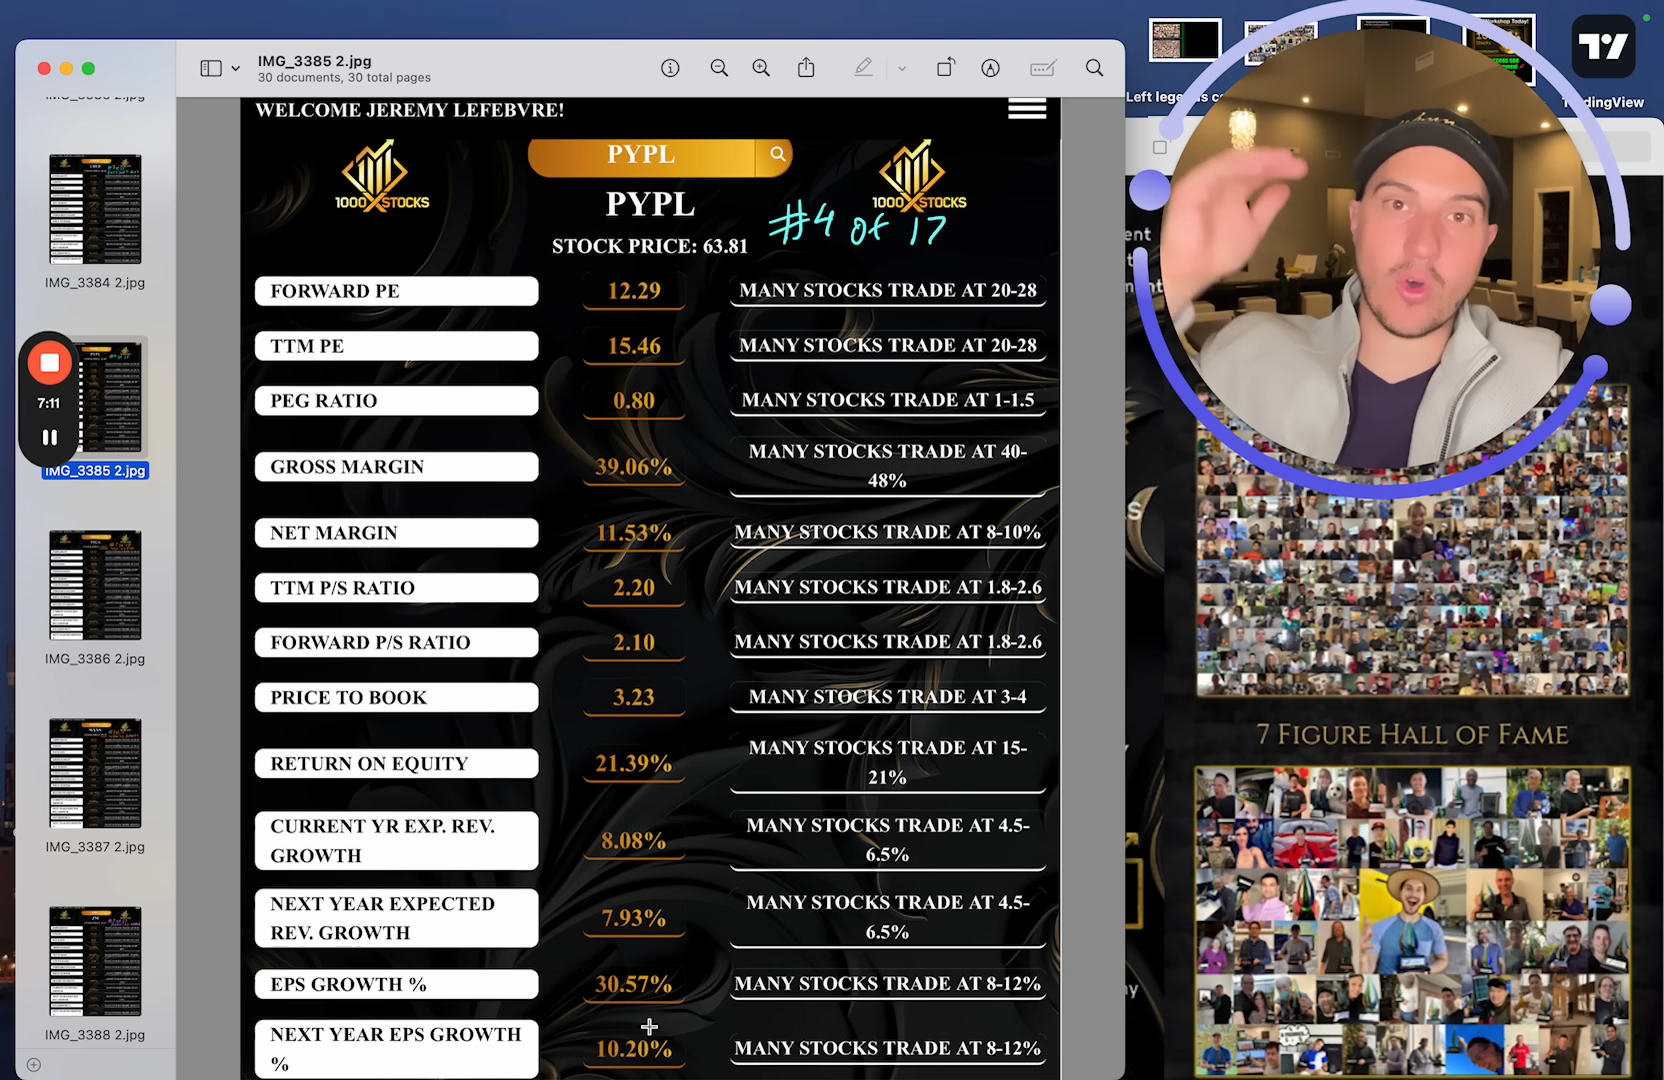 IMG_3385 2.jpg
30 documents, 30 total pages
WELCOME JEREMY LEFEBVRE!
PYPL
1000XSTOCKS
1000XSTOCKS
PYPL
#4 of 17
STOCK PRICE: 63.81
FORWARD PE 12.29 MANY STOCKS TRADE AT 20-28
TTM PE 15.46 MANY STOCKS TRADE AT 20-28
PEG RATIO 0.80 MANY STOCKS TRADE AT 1-1.5
GROSS MARGIN 39.06% MANY STOCKS TRADE AT 40-
48%
NET MARGIN 11.53% MANY STOCKS TRADE AT 8-10%
TTM P/S RATIO 2.20 MANY STOCKS TRADE AT 1.8-2.6
FORWARD P/S RATIO 2.10 MANY STOCKS TRADE AT 1.8-2.6
PRICE TO BOOK 3.23 MANY STOCKS TRADE AT 3-4
RETURN ON EQUITY 21.39% MANY STOCKS TRADE AT 15-
21%
CURRENT YR EXP. REV.
GROWTH 8.08% MANY STOCKS TRADE AT 4.5-
6.5%
NEXT YEAR EXPECTED
REV. GROWTH 7.93% MANY STOCKS TRADE AT 4.5-
6.5%
EPS GROWTH % 30.57% MANY STOCKS TRADE AT 8-12%
NEXT YEAR EPS GROWTH
% 10.20% MANY STOCKS TRADE AT 8-12%
IMG_3384 2.jpg
7:11
IMG_3385 2.jpg
IMG_3386 2.jpg
IMG_3387 2.jpg
IMG_3388 2.jpg
Workshop Today!
Left legends
TradingView
7 FIGURE HALL OF FAME